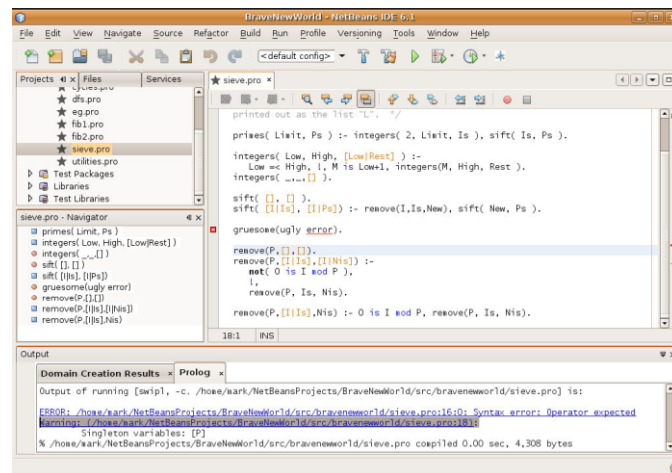 BraveNewWorld - NetBeans IDE 6.1
File Edit View Navigate Source Refactor Build Run Profile Versioning Tools Window Help
<default config>
Projects Files Services
cycles.pro
dfs.pro
eg.pro
fib1.pro
fib2.pro
sieve.pro
utilities.pro
Test Packages
Libraries
Test Libraries
sieve.pro - Navigator
primes( Limit, Ps )
integers( Low, High, [Low|Rest] )
integers( _,_,[] )
sift( [], [] )
sift( [I|Is], [I|Ps])
gruesome(ugly error)
remove(P,[],[])
remove(P,[I|Is],[I|Nis])
remove(P,[I|Is],Nis)
sieve.pro
printed out as the list "L". */
primes( Limit, Ps ) :- integers( 2, Limit, Is ), sift( Is, Ps ).
integers( Low, High, [Low|Rest] ) :-
Low =< High, !, M is Low+1, integers(M, High, Rest ).
integers( _,_,[] ).
sift( [], [] ).
sift( [I|Is], [I|Ps]) :- remove(I,Is,New), sift( New, Ps ).
gruesome(ugly error).
remove(P,[],[]).
remove(P,[I|Is],[I|Nis]) :-
not( 0 is I mod P ),
!,
remove(P, Is, Nis).
remove(P,[I|Is],Nis) :- 0 is I mod P, remove(P, Is, Nis).
18:1 INS
Output
Domain Creation Results Prolog
Output of running [swipl, -c, /home/mark/NetBeansProjects/BraveNewWorld/src/bravenewworld/sieve.pro] is:
ERROR: /home/mark/NetBeansProjects/BraveNewWorld/src/bravenewworld/sieve.pro:16:0: Syntax error: Operator expected
Warning: (/home/mark/NetBeansProjects/BraveNewWorld/src/bravenewworld/sieve.pro:18):
Singleton variables: [P]
% /home/mark/NetBeansProjects/BraveNewWorld/src/bravenewworld/sieve.pro compiled 0.00 sec, 4,308 bytes